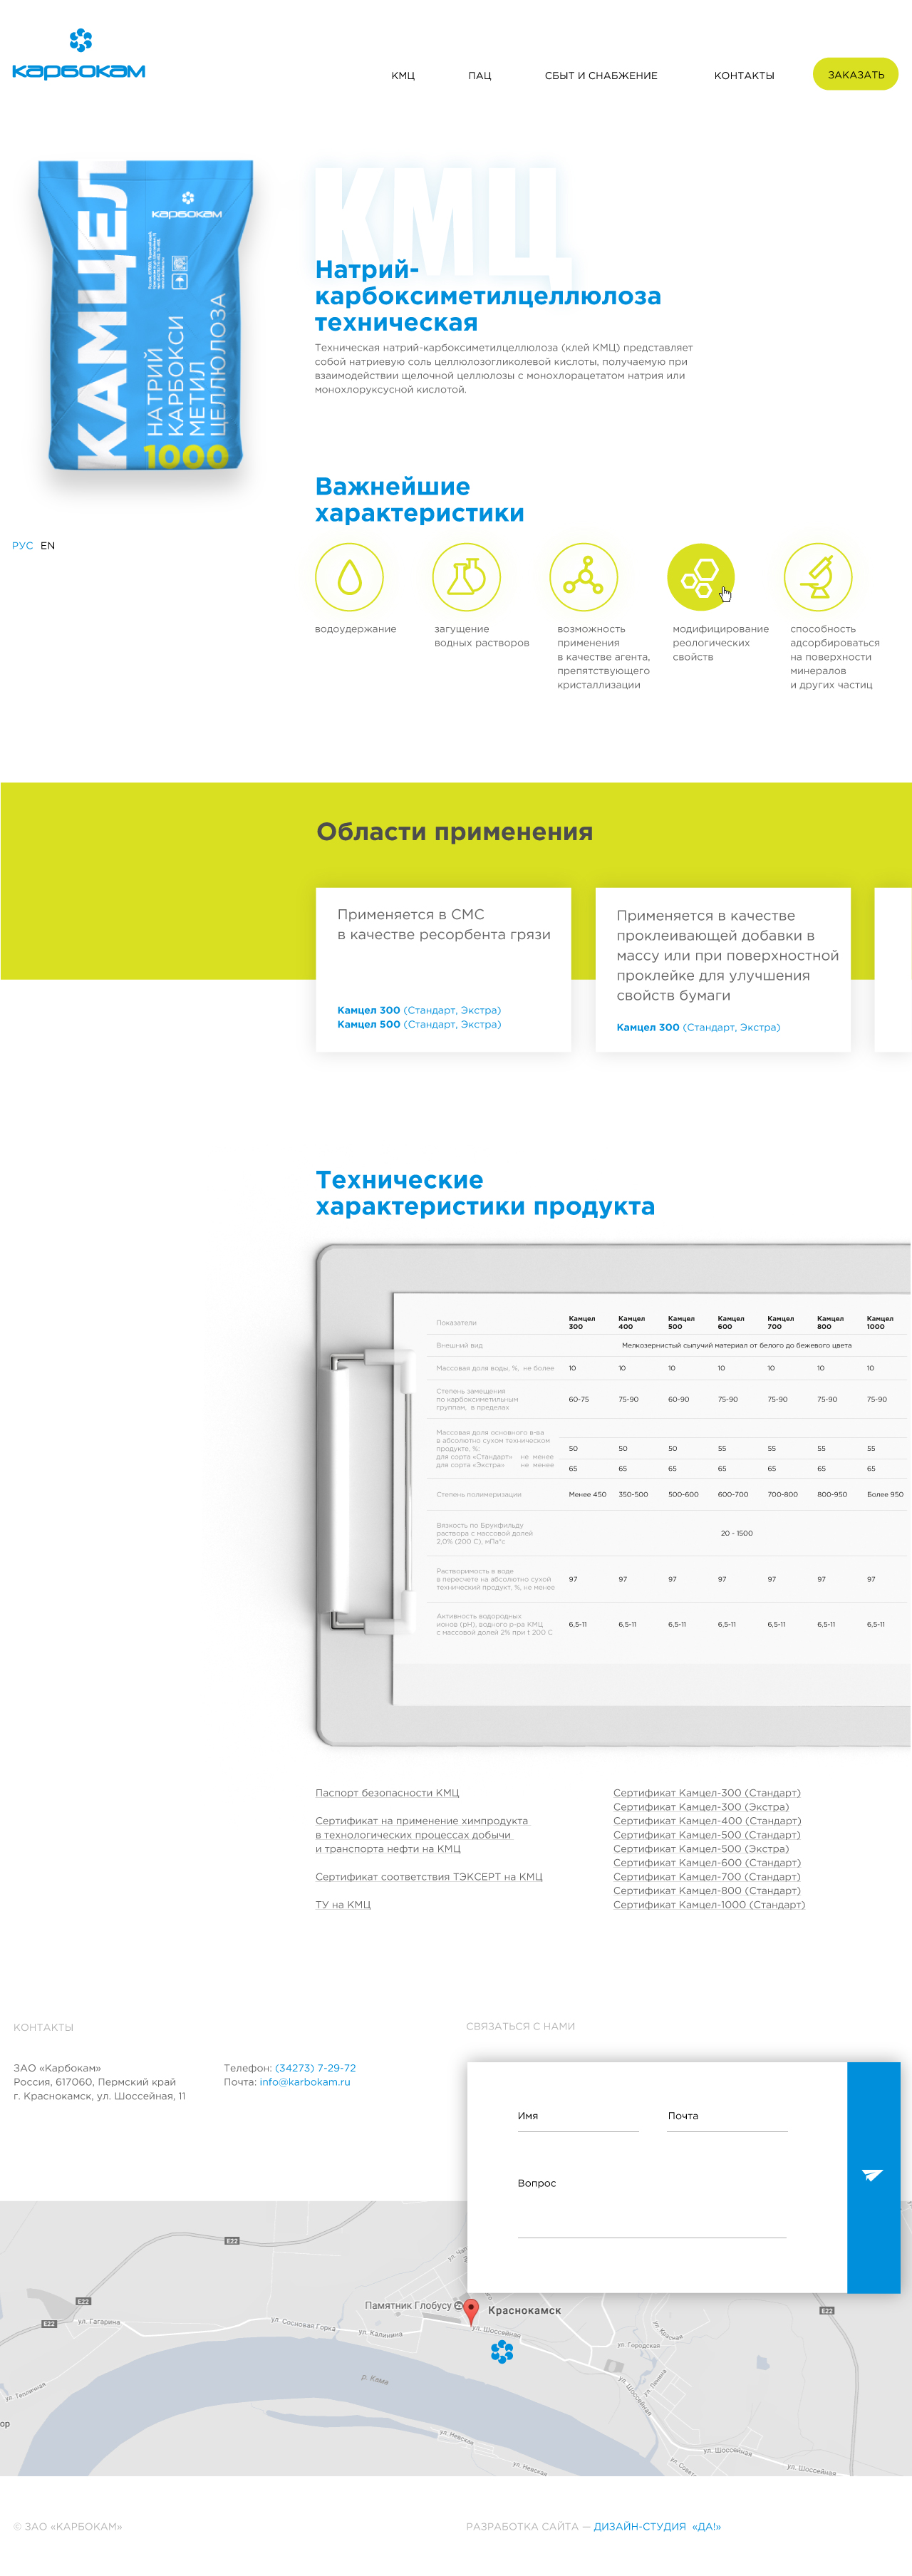 карбокам
КМЦ ПАЦ СБЫТ И СНАБЖЕНИЕ КОНТАКТЫ ЗАКАЗАТЬ
КАМЦЕЛ
карбокам
НАТРИЙ
КАРБОКСИ
МЕТИЛ
ЦЕЛЛЮЛОЗА
1000
РУС EN
КМЦ
Натрий-
карбоксиметилцеллюлоза
техническая
Техническая натрий-карбоксиметилцеллюлоза (клей КМЦ) представляет
собой натриевую соль целлюлозогликолевой кислоты, получаемую при
взаимодействии щелочной целлюлозы с монохлорацетатом натрия или
монохлоруксусной кислотой.
Важнейшие
характеристики
водоудержание
загущение
водных растворов
возможность
применения
в качестве агента,
препятствующего
кристаллизации
модифицирование
реологических
свойств
способность
адсорбироваться
на поверхности
минералов
и других частиц
Области применения
Применяется в СМС
в качестве ресорбента грязи
Камцел 300 (Стандарт, Экстра)
Камцел 500 (Стандарт, Экстра)
Применяется в качестве
проклеивающей добавки в
массу или при поверхностной
проклейке для улучшения
свойств бумаги
Камцел 300 (Стандарт, Экстра)
Технические
характеристики продукта
Показатели Камцел 300 Камцел 400 Камцел 500 Камцел 600 Камцел 700 Камцел 800 Камцел 1000
Внешний вид Мелкозернистый сыпучий материал от белого до бежевого цвета
Массовая доля воды, %, не более 10 10 10 10 10 10 10
Степень замещения
по карбоксиметильным
группам, в пределах
60-75 75-90 60-90 75-90 75-90 75-90 75-90
Массовая доля основного в-ва
в абсолютно сухом техническом
продукте, %:
для сорта «Стандарт» не менее 50 50 50 55 55 55 55
для сорта «Экстра» не менее 65 65 65 65 65 65 65
Степень полимеризации Менее 450 350-500 500-600 600-700 700-800 800-950 Более 950
Вязкость по Брукфильду
раствора с массовой долей
2,0% (200 С), мПа*с
20 - 1500
Растворимость в воде
в пересчете на абсолютно сухой
технический продукт, %, не менее
97 97 97 97 97 97 97
Активность водородных
ионов (pH), водного р-ра КМЦ
с массовой долей 2% при t 200 С
6,5-11 6,5-11 6,5-11 6,5-11 6,5-11 6,5-11 6,5-11
Паспорт безопасности КМЦ
Сертификат на применение химпродукта
в технологических процессах добычи
и транспорта нефти на КМЦ
Сертификат соответствия ТЭКСЕРТ на КМЦ
ТУ на КМЦ
Сертификат Камцел-300 (Стандарт)
Сертификат Камцел-300 (Экстра)
Сертификат Камцел-400 (Стандарт)
Сертификат Камцел-500 (Стандарт)
Сертификат Камцел-500 (Экстра)
Сертификат Камцел-600 (Стандарт)
Сертификат Камцел-700 (Стандарт)
Сертификат Камцел-800 (Стандарт)
Сертификат Камцел-1000 (Стандарт)
КОНТАКТЫ
ЗАО «Карбокам»
Россия, 617060, Пермский край
г. Краснокамск, ул. Шоссейная, 11
Телефон: (34273) 7-29-72
Почта: info@karbokam.ru
СВЯЗАТЬСЯ С НАМИ
Имя Почта
Вопрос
E22
E22
E22
E22
Памятник Глобусу
Краснокамск
ул. Гагарина
ул. Сосновая Горка
ул. Калинина
ул. Шоссейная
ул. Красная
ул. Городская
ул. Ленина
р. Кама
ул. Тепличная
ул. Шоссейная
ор
ул. Невская
ул. Шоссейная
ул. Шоссейная
ул. Невская
© ЗАО «КАРБОКАМ»
РАЗРАБОТКА САЙТА — ДИЗАЙН-СТУДИЯ «ДА!»